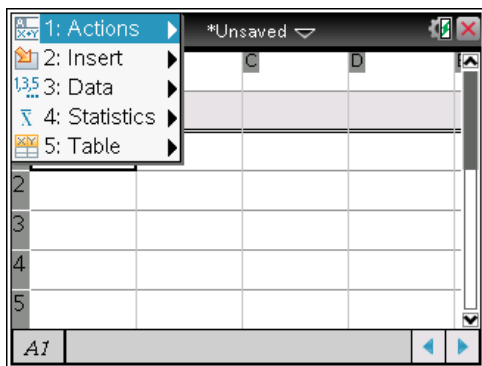 1: Actions *Unsaved
2: Insert C D E
3: Data
4: Statistics
5: Table
2
3
4
5
A1